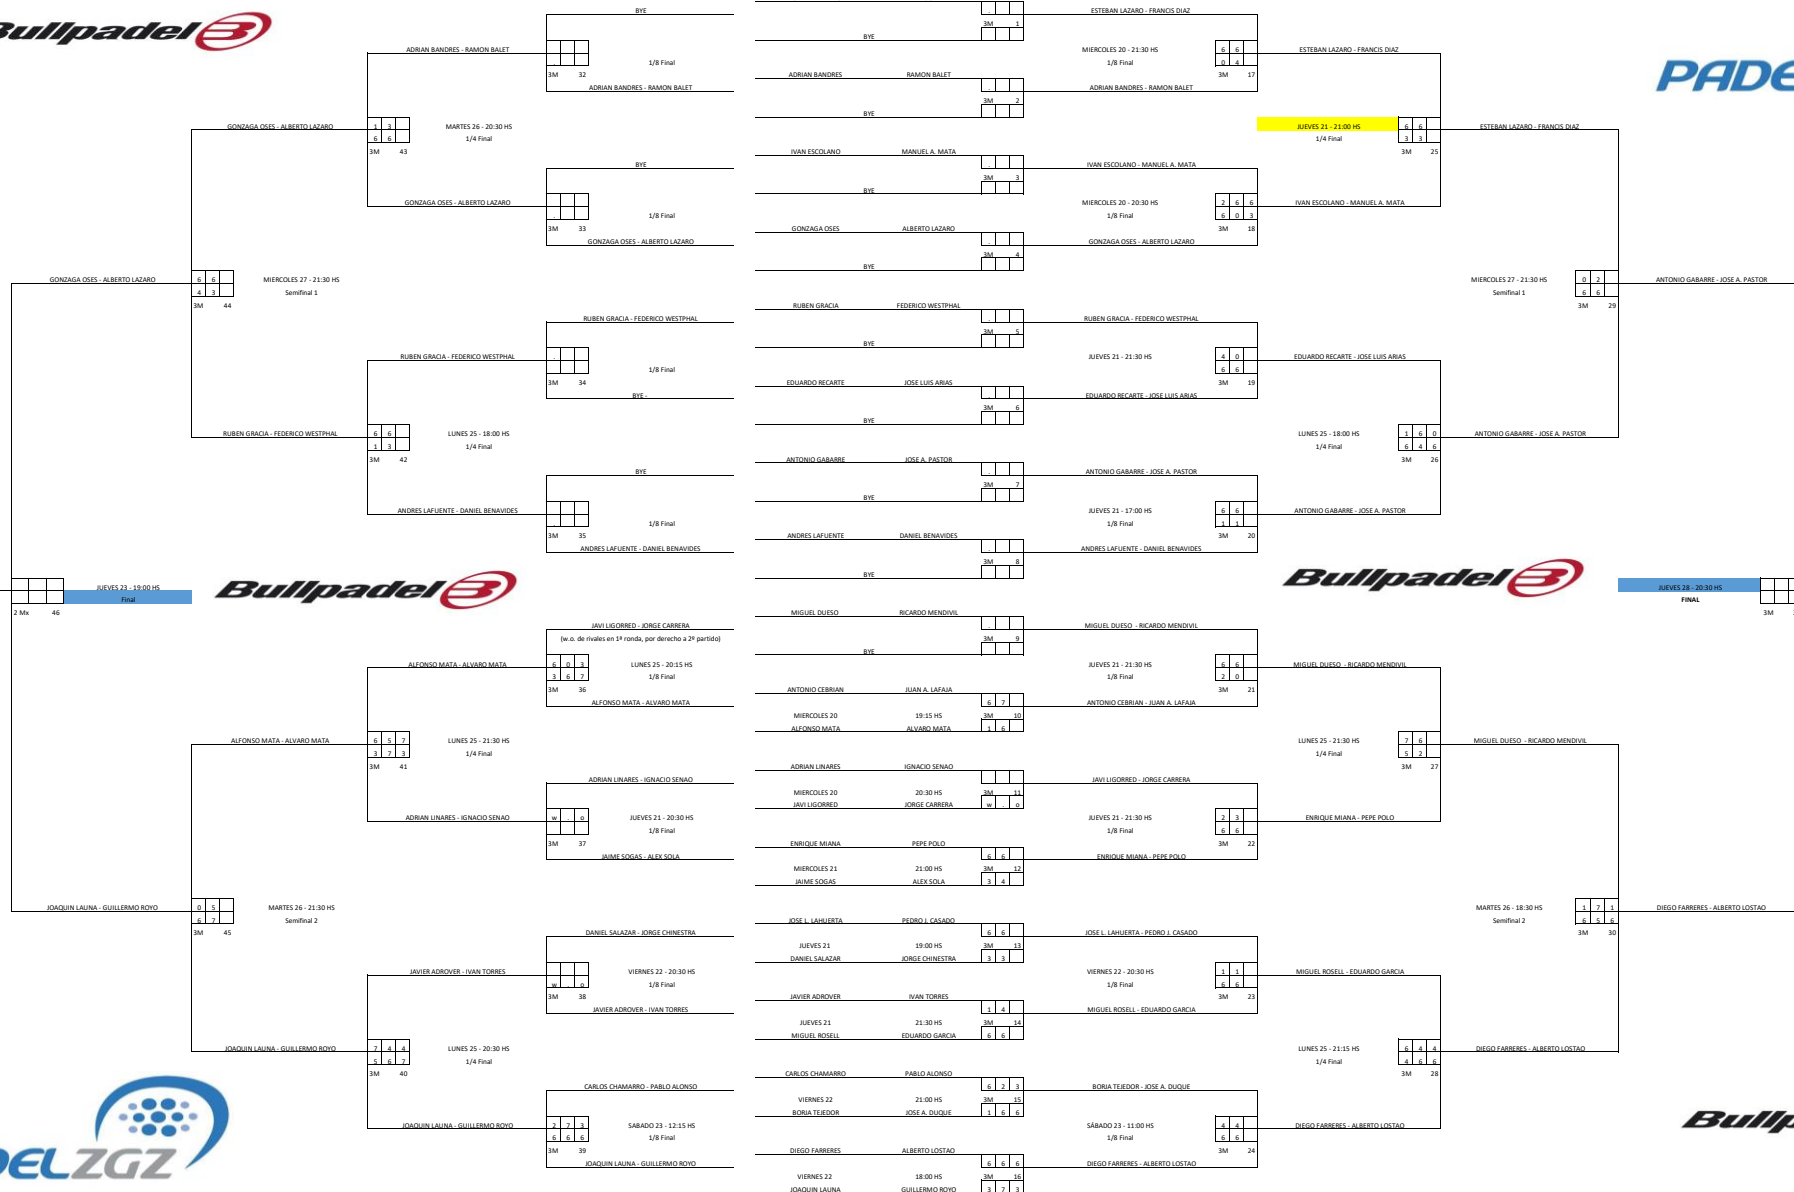 BYE
ESTEBAN LAZARO - FRANCIS DIAZ
3M 1
BYE
Bullpadel
ADRIAN BANDRES - RAMON BALET
MIERCOLES 20 - 21:30 HS
6 6
ESTEBAN LAZARO - FRANCIS DIAZ
1/8 Final
1/8 Final
0 4
3M 32
ADRIAN BANDRES RAMON BALET
3M 17
PADE
ADRIAN BANDRES - RAMON BALET
ADRIAN BANDRES - RAMON BALET
3M 2
BYE
GONZAGA OSES - ALBERTO LAZARO
1 3
MARTES 26 - 20:30 HS
JUEVES 21 - 21:00 HS
6 6
ESTEBAN LAZARO - FRANCIS DIAZ
6 6
1/4 Final
1/4 Final
3 3
3M 43
IVAN ESCOLANO MANUEL A. MATA
3M 25
BYE
IVAN ESCOLANO - MANUEL A. MATA
3M 3
BYE
GONZAGA OSES - ALBERTO LAZARO
MIERCOLES 20 - 20:30 HS
2 6 6
IVAN ESCOLANO - MANUEL A. MATA
1/8 Final
1/8 Final
6 0 3
3M 33
GONZAGA OSES ALBERTO LAZARO
3M 18
GONZAGA OSES - ALBERTO LAZARO
GONZAGA OSES - ALBERTO LAZARO
3M 4
BYE
GONZAGA OSES - ALBERTO LAZARO
6 6
MIERCOLES 27 - 21:30 HS
MIERCOLES 27 - 21:30 HS
0 2
ANTONIO GABARRE - JOSE A. PASTOR
4 3
Semifinal 1
Semifinal 1
6 6
3M 44
RUBEN GRACIA FEDERICO WESTPHAL
3M 29
RUBEN GRACIA - FEDERICO WESTPHAL
RUBEN GRACIA - FEDERICO WESTPHAL
3M 5
BYE
RUBEN GRACIA - FEDERICO WESTPHAL
JUEVES 21 - 21:30 HS
4 0
EDUARDO RECARTE - JOSE LUIS ARIAS
1/8 Final
6 6
3M 34
EDUARDO RECARTE JOSE LUIS ARIAS
3M 19
BYE -
EDUARDO RECARTE - JOSE LUIS ARIAS
3M 6
BYE
RUBEN GRACIA - FEDERICO WESTPHAL
6 6
LUNES 25 - 18:00 HS
LUNES 25 - 18:00 HS
1 6 0
ANTONIO GABARRE - JOSE A. PASTOR
1 3
1/4 Final
1/4 Final
6 4 6
3M 42
ANTONIO GABARRE JOSE A. PASTOR
3M 26
BYE
ANTONIO GABARRE - JOSE A. PASTOR
3M 7
BYE
ANDRES LAFUENTE - DANIEL BENAVIDES
JUEVES 21 - 17:00 HS
6 6
ANTONIO GABARRE - JOSE A. PASTOR
1/8 Final
1/8 Final
1 1
3M 35
ANDRES LAFUENTE DANIEL BENAVIDES
3M 20
ANDRES LAFUENTE - DANIEL BENAVIDES
ANDRES LAFUENTE - DANIEL BENAVIDES
3M 8
BYE
JUEVES 23 - 19:00 HS
Bullpadel
Bullpadel
JUEVES 28 - 20:30 HS
Final
FINAL
2 Mx 46
MIGUEL DUESO RICARDO MENDIVIL
3M
JAVI LIGORRED - JORGE CARRERA
MIGUEL DUESO - RICARDO MENDIVIL
(w.o. de rivales en 1ª ronda, por derecho a 2º partido)
3M 9
BYE
ALFONSO MATA - ALVARO MATA
6 0 3
LUNES 25 - 20:15 HS
JUEVES 21 - 21:30 HS
6 6
MIGUEL DUESO - RICARDO MENDIVIL
3 6 7
1/8 Final
1/8 Final
2 0
3M 36
ANTONIO CEBRIAN JUAN A. LAFAJA
3M 21
ALFONSO MATA - ALVARO MATA
6 7
ANTONIO CEBRIAN - JUAN A. LAFAJA
MIERCOLES 20 19:15 HS
3M 10
ALFONSO MATA ALVARO MATA
1 6
ALFONSO MATA - ALVARO MATA
6 5 7
LUNES 25 - 21:30 HS
LUNES 25 - 21:30 HS
7 6
MIGUEL DUESO - RICARDO MENDIVIL
3 7 3
1/4 Final
1/4 Final
5 2
3M 41
ADRIAN LINARES IGNACIO SENAO
3M 27
ADRIAN LINARES - IGNACIO SENAO
JAVI LIGORRED - JORGE CARRERA
MIERCOLES 20 20:30 HS
3M 11
JAVI LIGORRED JORGE CARRERA
w . o
ADRIAN LINARES - IGNACIO SENAO
w . o
JUEVES 21 - 20:30 HS
JUEVES 21 - 21:30 HS
2 3
ENRIQUE MIANA - PEPE POLO
1/8 Final
1/8 Final
6 6
3M 37
ENRIQUE MIANA PEPE POLO
3M 22
JAIME SOGAS - ALEX SOLA
6 6
ENRIQUE MIANA - PEPE POLO
MIERCOLES 21 21:00 HS
3M 12
JAIME SOGAS ALEX SOLA
3 4
JOAQUIN LAUNA - GUILLERMO ROYO
0 5
MARTES 26 - 21:30 HS
MARTES 26 - 18:30 HS
1 7 1
DIEGO FARRERES - ALBERTO LOSTAO
6 7
Semifinal 2
Semifinal 2
6 5 6
3M 45
JOSE L. LAHUERTA PEDRO J. CASADO
3M 30
DANIEL SALAZAR - JORGE CHINESTRA
6 6
JOSE L. LAHUERTA - PEDRO J. CASADO
JUEVES 21 19:00 HS
3M 13
DANIEL SALAZAR JORGE CHINESTRA
3 3
JAVIER ADROVER - IVAN TORRES
VIERNES 22 - 20:30 HS
VIERNES 22 - 20:30 HS
1 1
MIGUEL ROSELL - EDUARDO GARCIA
w . o
1/8 Final
1/8 Final
6 6
3M 38
JAVIER ADROVER IVAN TORRES
3M 23
JAVIER ADROVER - IVAN TORRES
1 4
MIGUEL ROSELL - EDUARDO GARCIA
JUEVES 21 21:30 HS
3M 14
MIGUEL ROSELL EDUARDO GARCIA
6 6
JOAQUIN LAUNA - GUILLERMO ROYO
7 4 4
LUNES 25 - 20:30 HS
LUNES 25 - 21:15 HS
6 4 4
DIEGO FARRERES - ALBERTO LOSTAO
5 6 7
1/4 Final
1/4 Final
4 6 6
3M 40
CARLOS CHAMARRO PABLO ALONSO
3M 28
CARLOS CHAMARRO - PABLO ALONSO
6 2 3
BORJA TEJEDOR - JOSE A. DUQUE
VIERNES 22 21:00 HS
3M 15
BORJA TEJEDOR JOSE A. DUQUE
1 6 6
Bullp
JOAQUIN LAUNA - GUILLERMO ROYO
2 7 3
SABADO 23 - 12:15 HS
SÁBADO 23 - 11:00 HS
4 4
DIEGO FARRERES - ALBERTO LOSTAO
6 6 6
1/8 Final
1/8 Final
6 6
3M 39
DIEGO FARRERES ALBERTO LOSTAO
3M 24
JOAQUIN LAUNA - GUILLERMO ROYO
6 6 6
DIEGO FARRERES - ALBERTO LOSTAO
DELZGZ
VIERNES 22 18:00 HS
3M 16
JOAQUIN LAUNA GUILLERMO ROYO
3 7 3